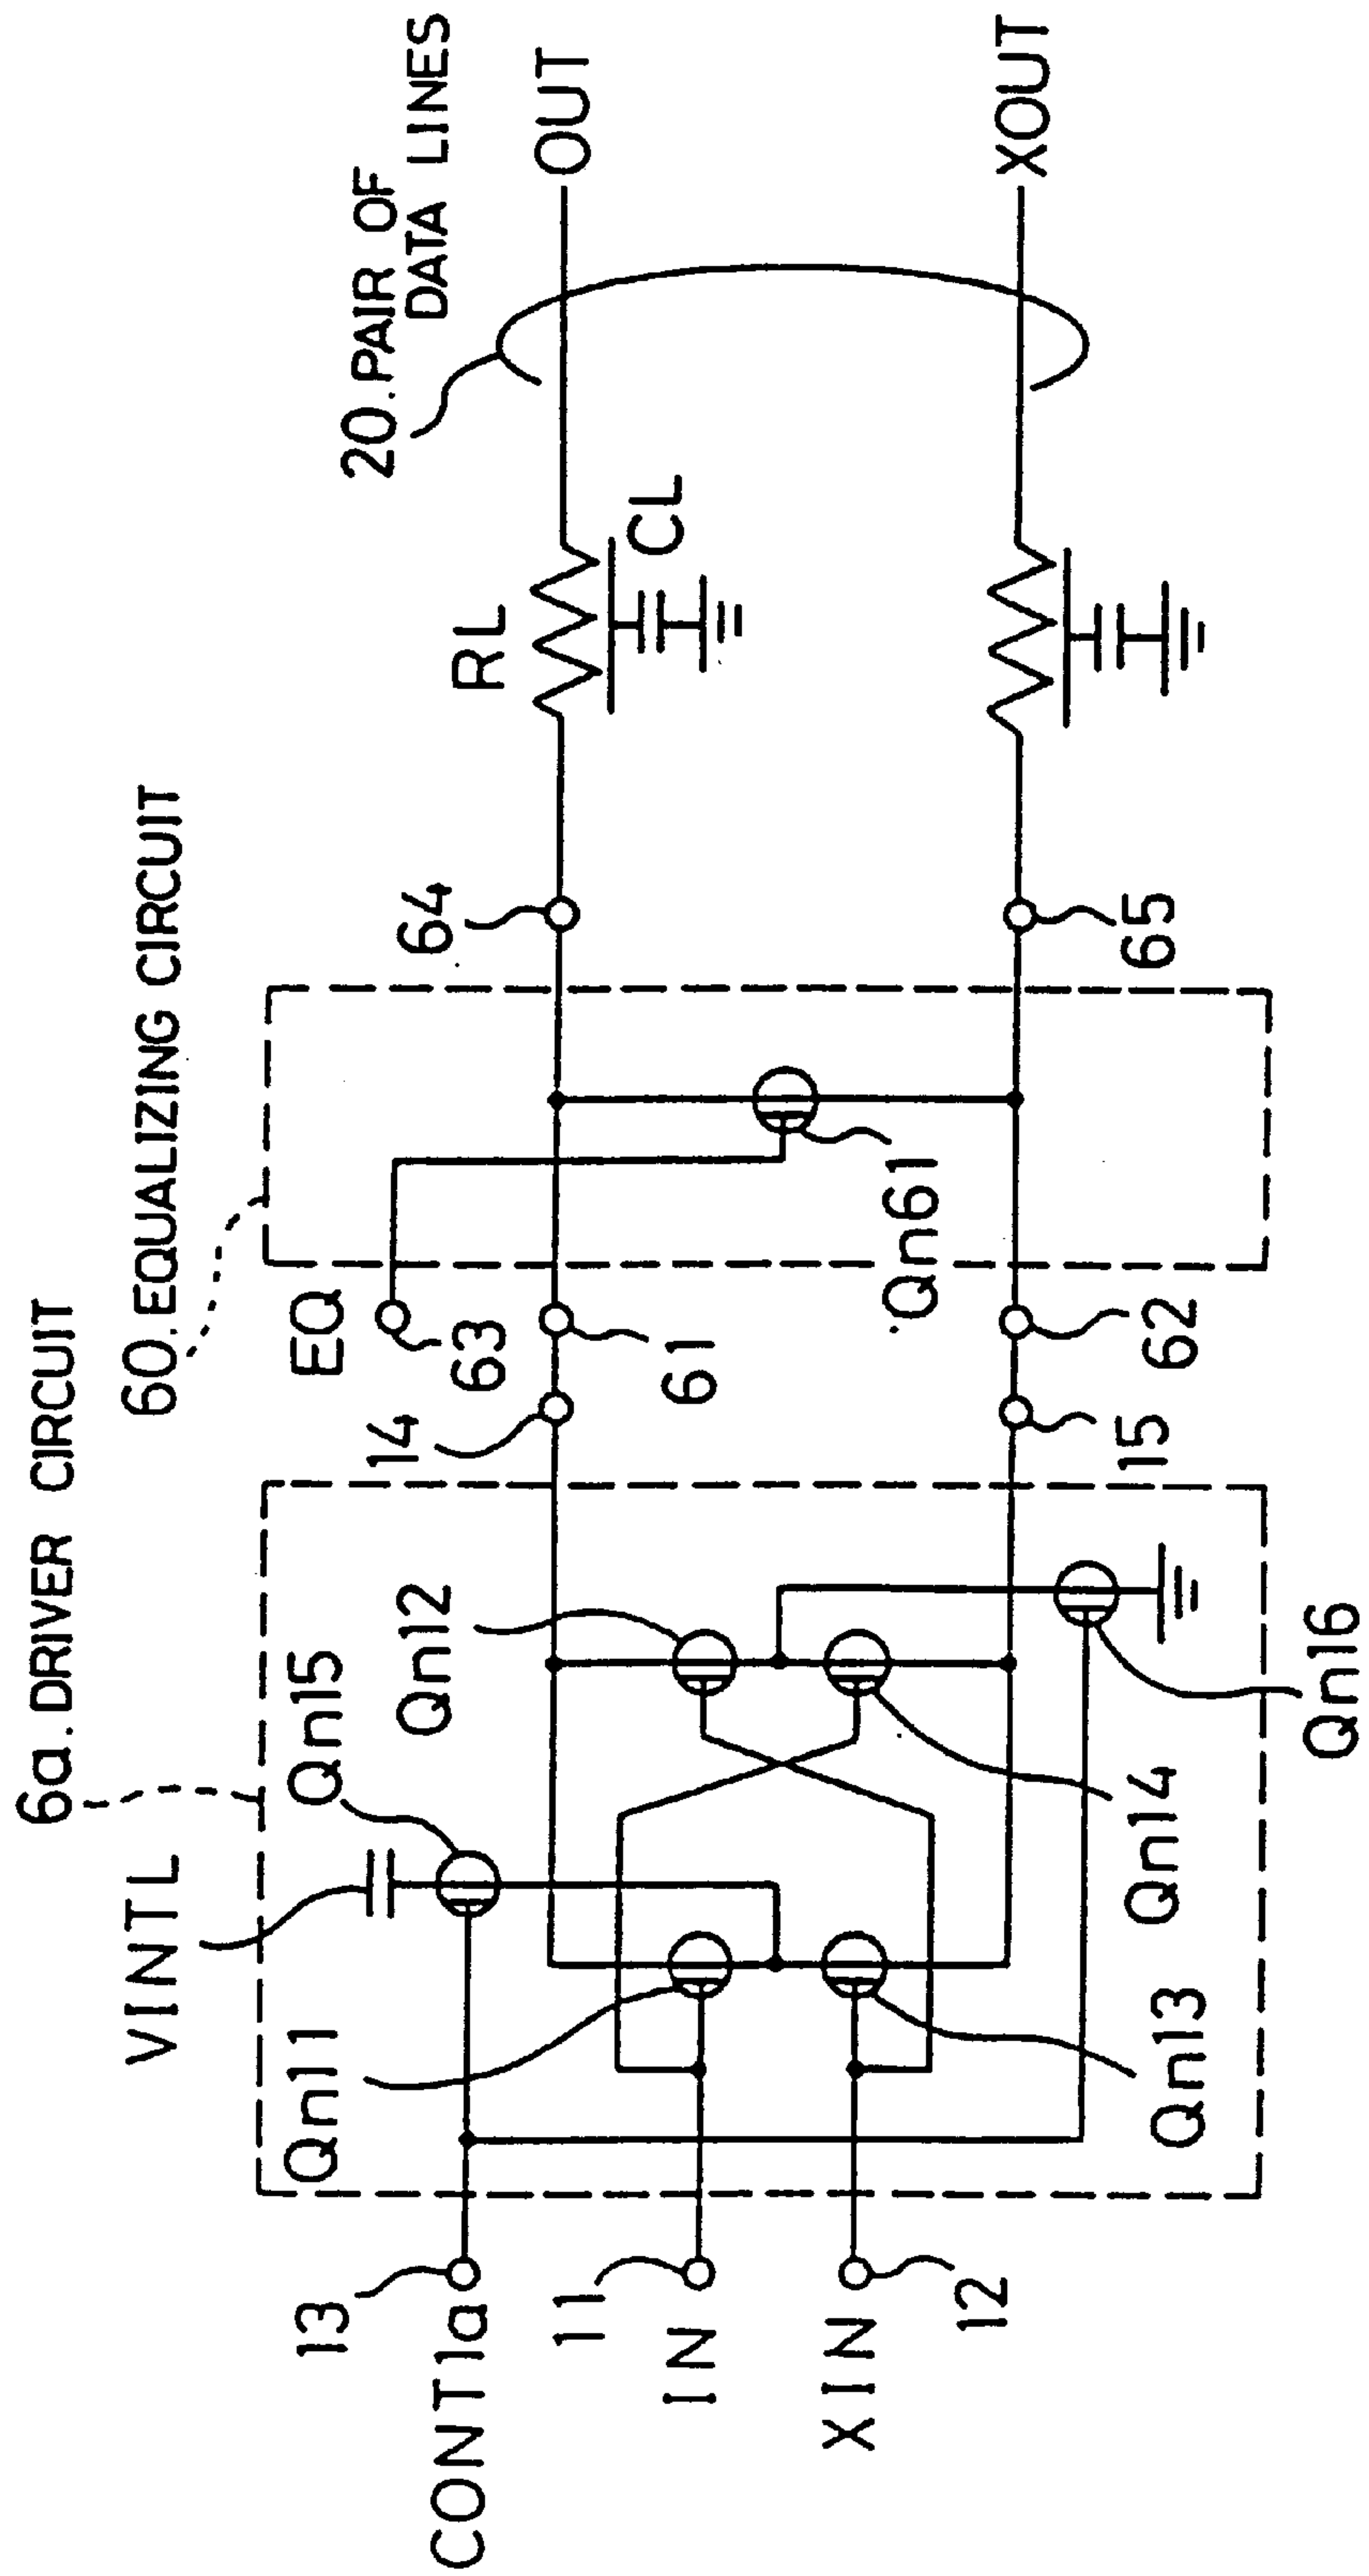 6a. DRIVER CIRCUIT
60. EQUALIZING CIRCUIT
20. PAIR OF
DATA LINES
VINTL
Qn15
Qn12
14
EQ
63
61
64
RL
CL
OUT
13
CONT1a
Qn11
11
IN
XIN
12
Qn13
Qn14
Qn16
15
62
Qn61
65
XOUT